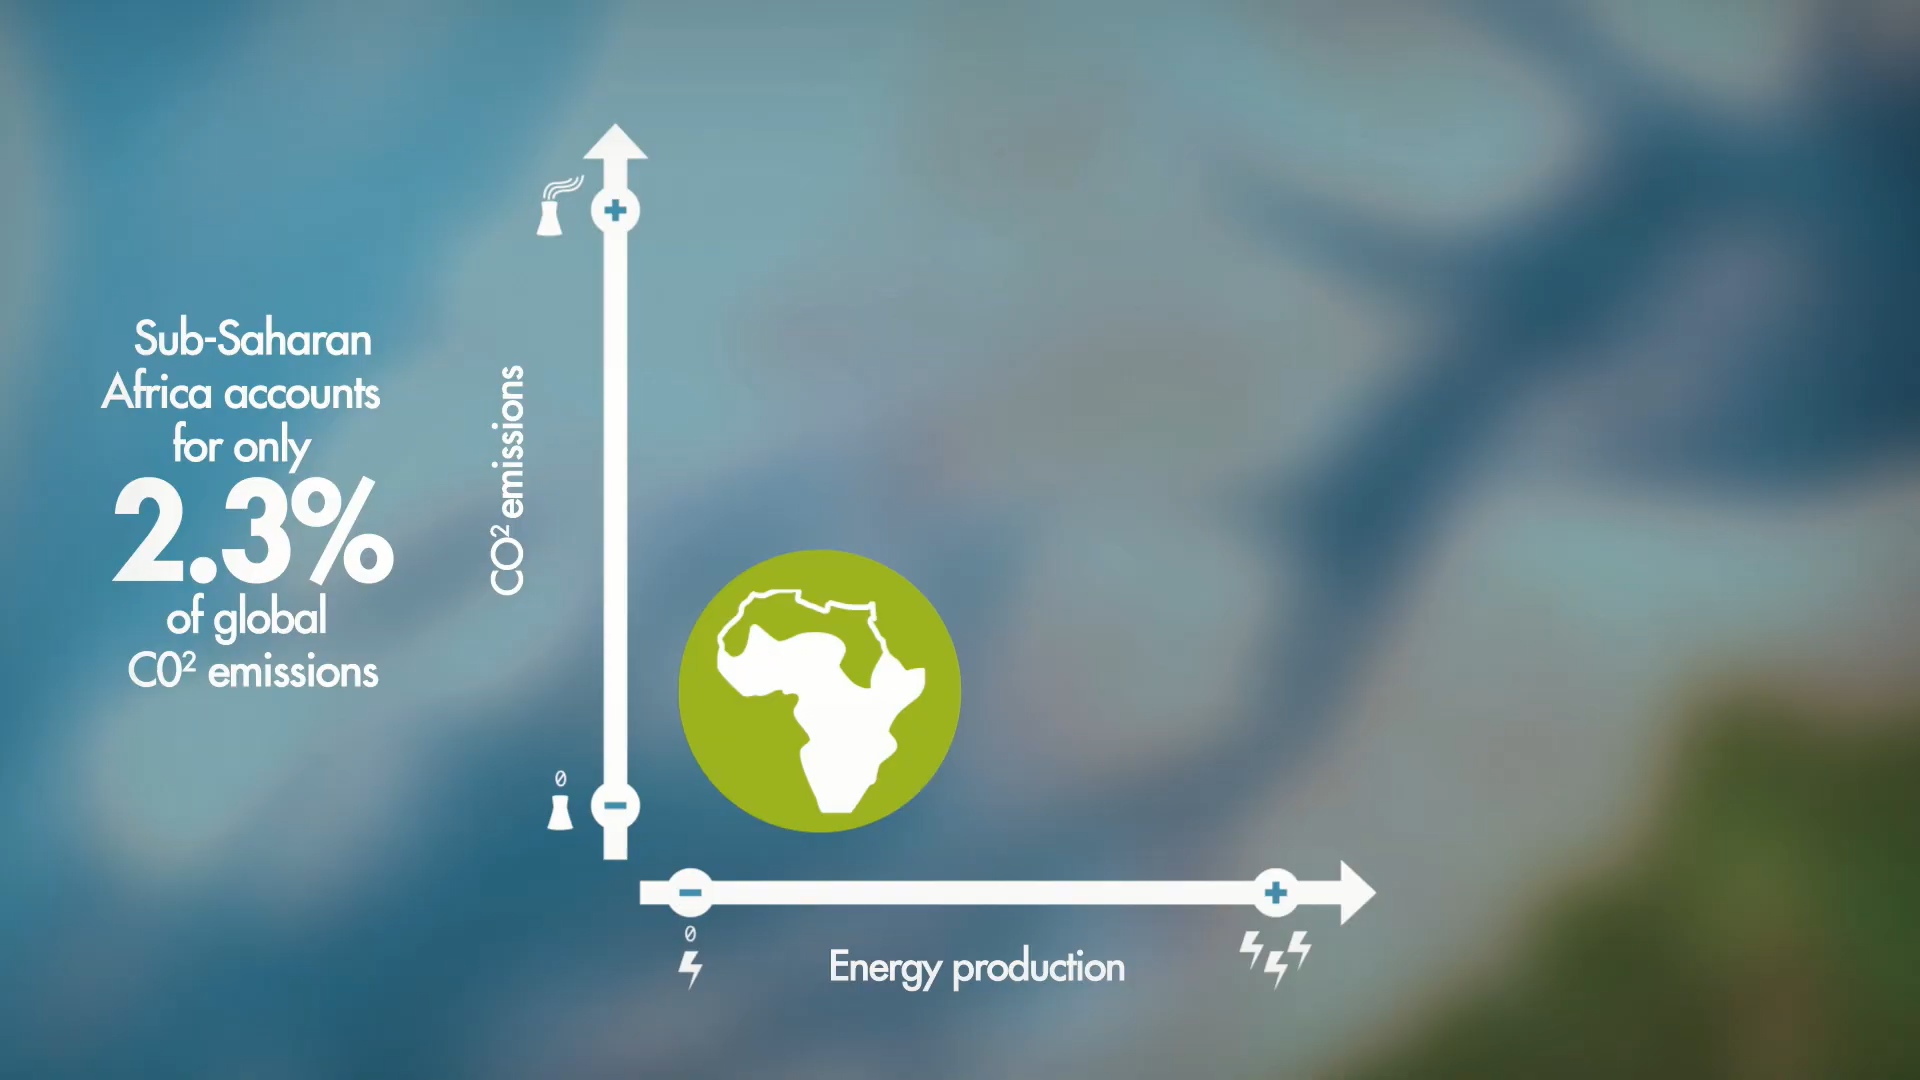 Sub-Saharan
Africa accounts
for only
2.3%
of global
C0² emissions
CO² emissions
0
0
Energy production